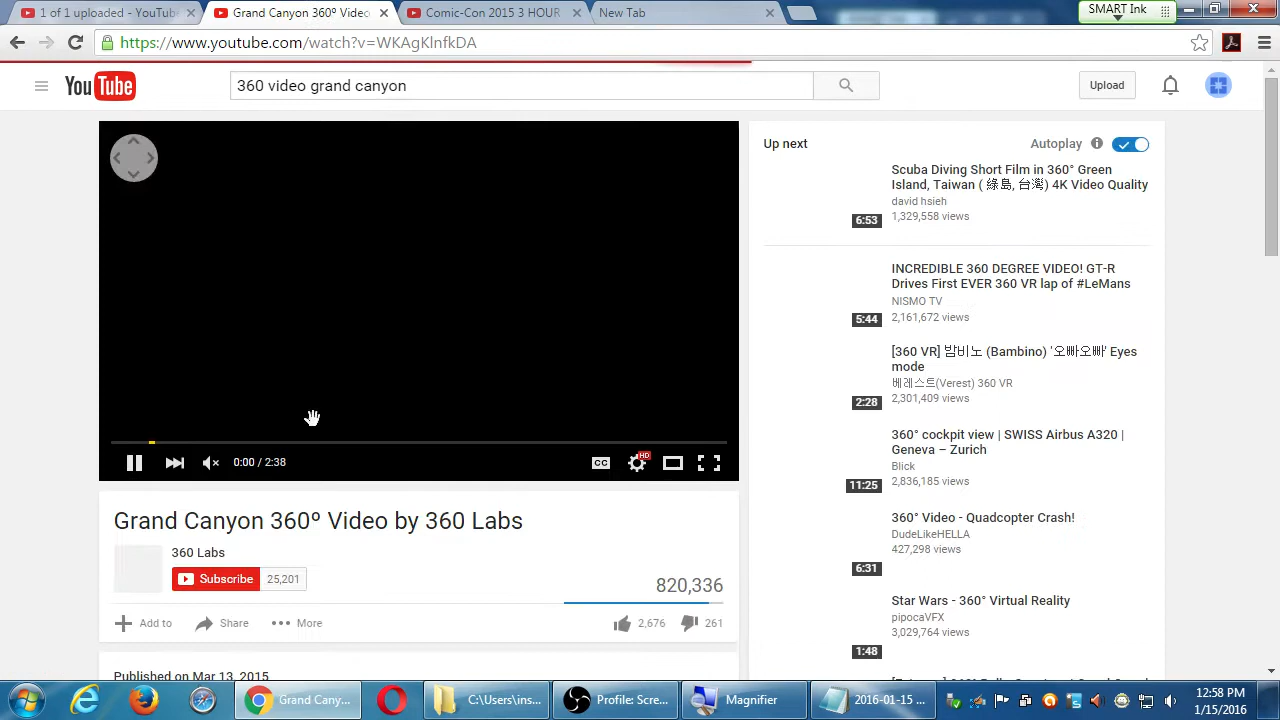 1 of 1 uploaded - YouTub
Grand Canyon 360º Video
Comic-Con 2015 3 HOUR
New Tab
SMART Ink
https://www.youtube.com/watch?v=WKAgKlnfkDA
YouTube
360 video grand canyon
Upload
Up next
Autoplay
Scuba Diving Short Film in 360° Green
Island, Taiwan ( 綠島, 台灣) 4K Video Quality
david hsieh
1,329,558 views
6:53
INCREDIBLE 360 DEGREE VIDEO! GT-R
Drives First EVER 360 VR lap of #LeMans
NISMO TV
2,161,672 views
5:44
[360 VR] 밤비노 (Bambino) '오빠오빠' Eyes
mode
베레스트(Verest) 360 VR
2,301,409 views
2:28
360° cockpit view | SWISS Airbus A320 |
Geneva – Zurich
Blick
2,836,185 views
11:25
360° Video - Quadcopter Crash!
DudeLikeHELLA
427,298 views
6:31
Star Wars - 360° Virtual Reality
pipocaVFX
3,029,764 views
1:48
0:00 / 2:38
CC
HD
Grand Canyon 360º Video by 360 Labs
360 Labs
Subscribe
25,201
820,336
Add to
Share
More
2,676
261
Published on Mar 13, 2015
Grand Cany...
C:\Users\ins...
Profile: Scre...
Magnifier
2016-01-15 ...
12:58 PM
1/15/2016